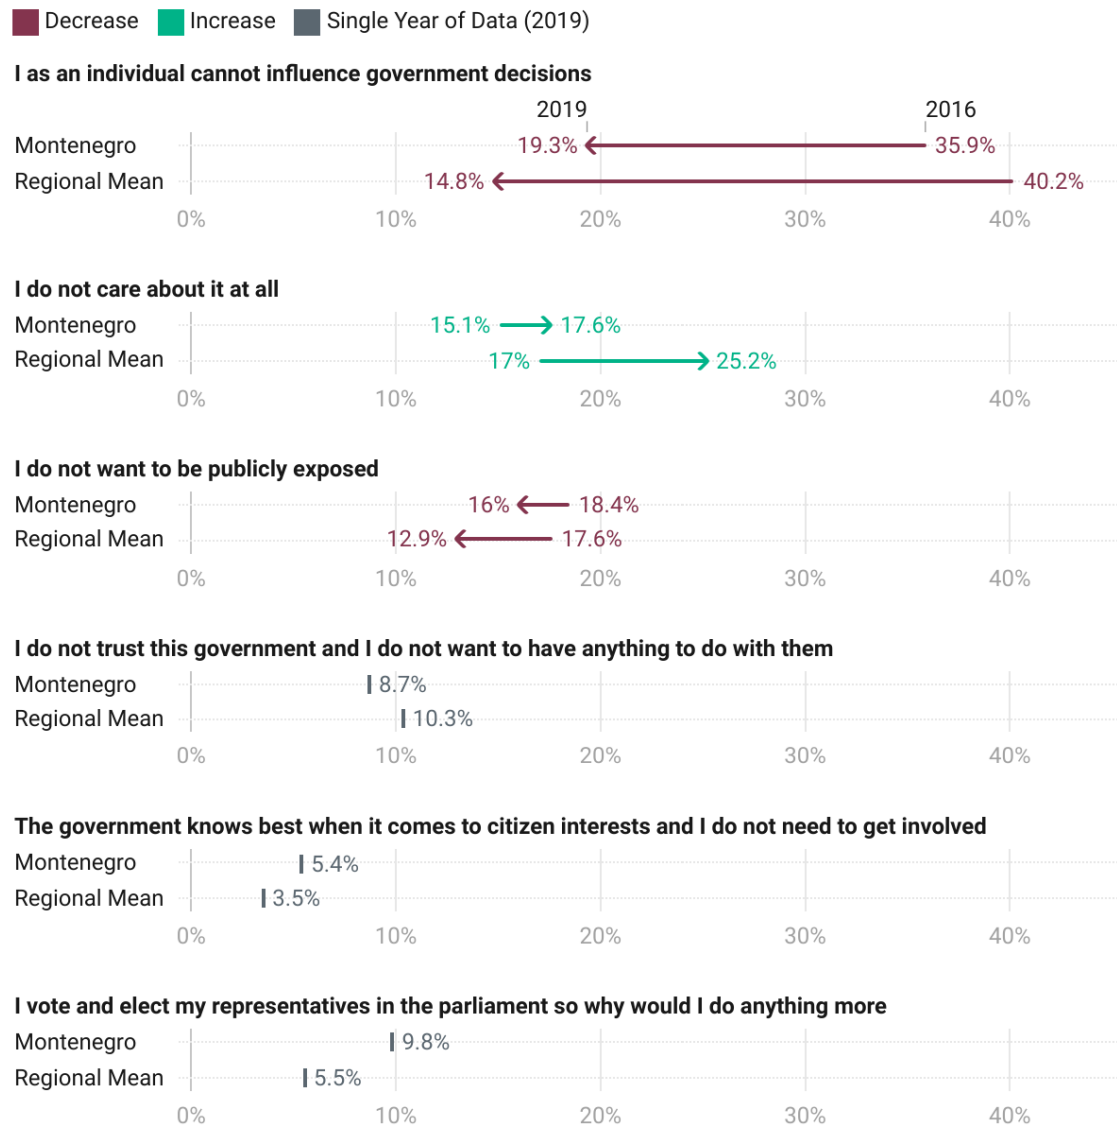 Decrease Increase Single Year of Data (2019)
I as an individual cannot influence government decisions
2019 2016
Montenegro 19.3% 35.9%
Regional Mean 14.8% 40.2%
0% 10% 20% 30% 40%
I do not care about it at all
Montenegro 15.1% 17.6%
Regional Mean 17% 25.2%
0% 10% 20% 30% 40%
I do not want to be publicly exposed
Montenegro 16% 18.4%
Regional Mean 12.9% 17.6%
0% 10% 20% 30% 40%
I do not trust this government and I do not want to have anything to do with them
Montenegro 8.7%
Regional Mean 10.3%
0% 10% 20% 30% 40%
The government knows best when it comes to citizen interests and I do not need to get involved
Montenegro 5.4%
Regional Mean 3.5%
0% 10% 20% 30% 40%
I vote and elect my representatives in the parliament so why would I do anything more
Montenegro 9.8%
Regional Mean 5.5%
0% 10% 20% 30% 40%